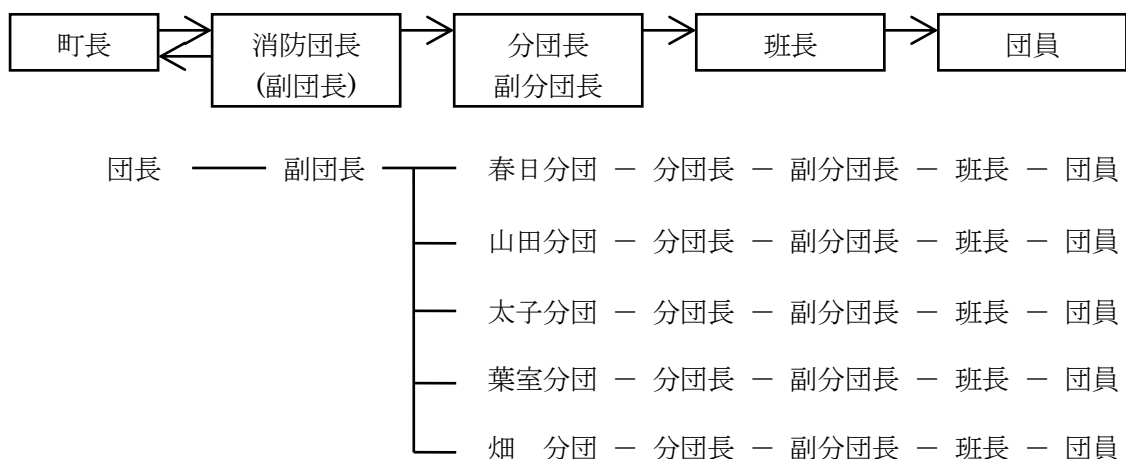 町長 消防団長 分団長 班長 団員
(副団長) 副分団長
団長 副団長 春日分団 － 分団長 － 副分団長 － 班長 － 団員
山田分団 － 分団長 － 副分団長 － 班長 － 団員
太子分団 － 分団長 － 副分団長 － 班長 － 団員
葉室分団 － 分団長 － 副分団長 － 班長 － 団員
畑　分団 － 分団長 － 副分団長 － 班長 － 団員